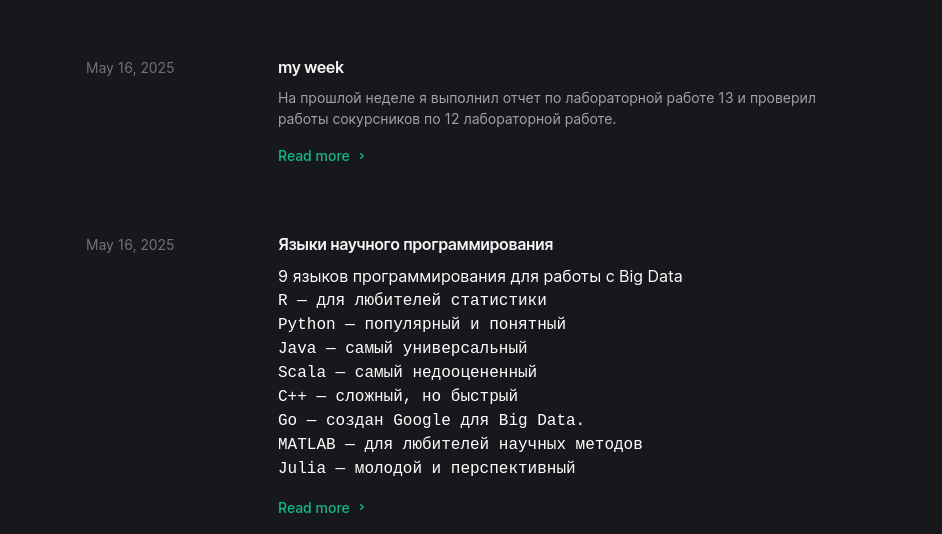 May 16, 2025
my week
На прошлой неделе я выполнил отчет по лабораторной работе 13 и проверил
работы сокурсников по 12 лабораторной работе.
Read more ›
May 16, 2025
Языки научного программирования
9 языков программирования для работы с Big Data
R — для любителей статистики
Python — популярный и понятный
Java — самый универсальный
Scala — самый недооцененный
C++ — сложный, но быстрый
Go — создан Google для Big Data.
MATLAB — для любителей научных методов
Julia — молодой и перспективный
Read more ›